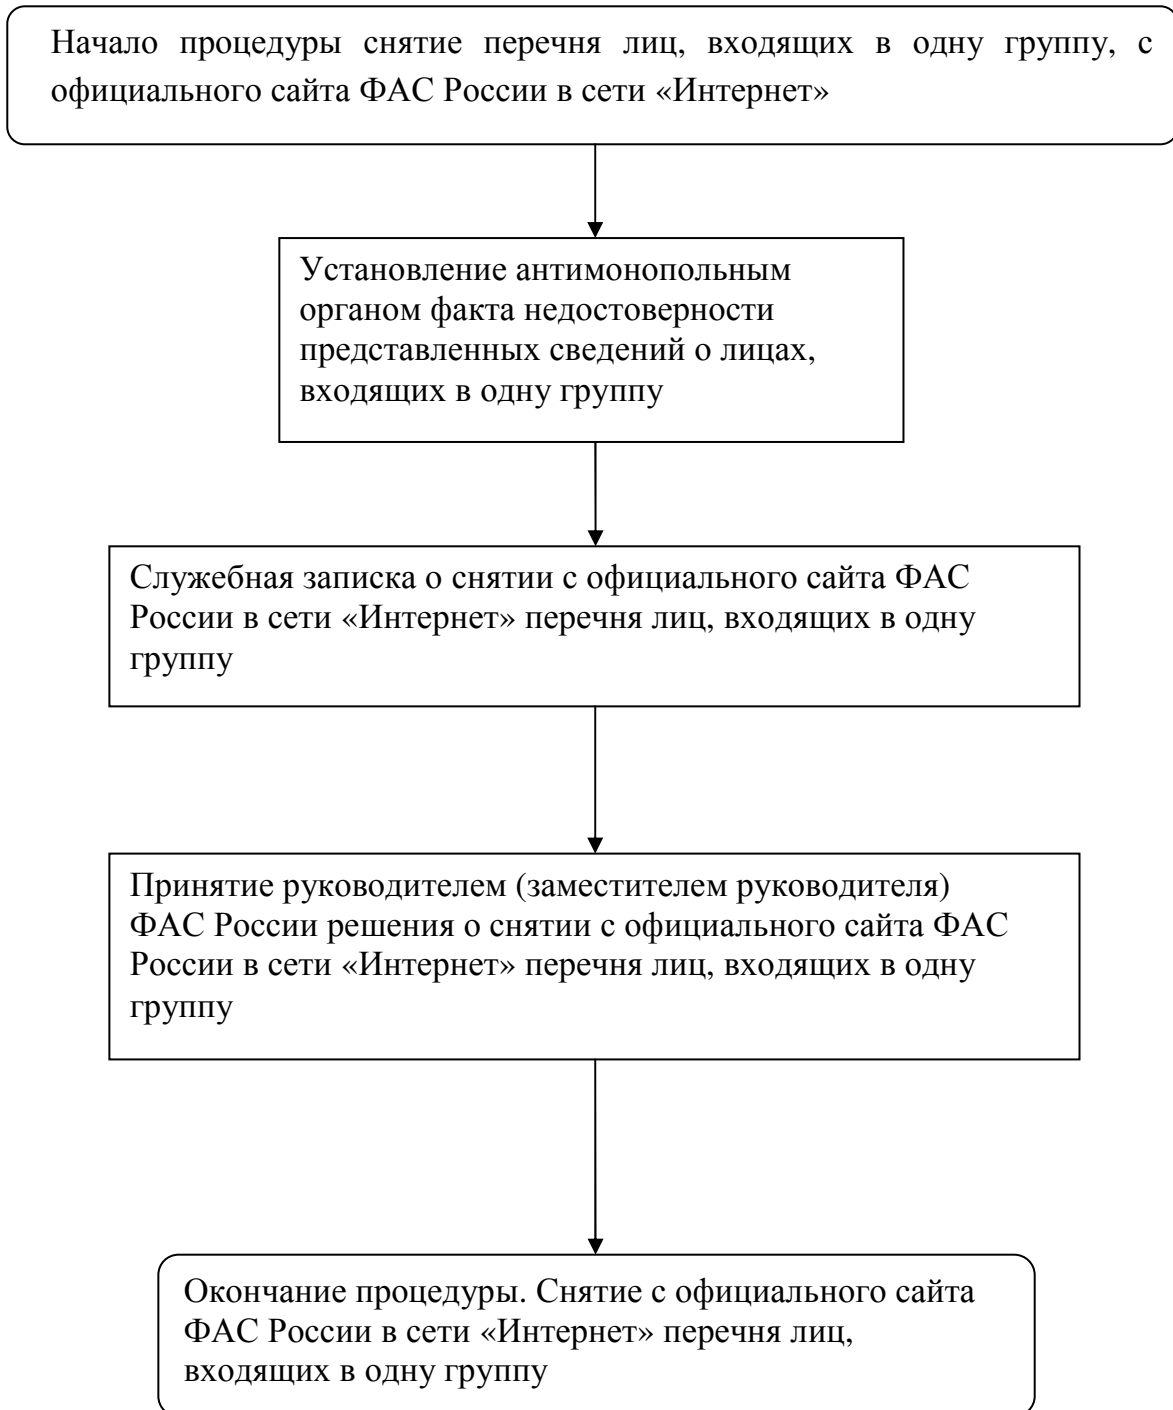 Начало процедуры снятие перечня лиц, входящих в одну группу, с
официального сайта ФАС России в сети «Интернет»
Установление антимонопольным
органом факта недостоверности
представленных сведений о лицах,
входящих в одну группу
Служебная записка о снятии с официального сайта ФАС
России в сети «Интернет» перечня лиц, входящих в одну
группу
Принятие руководителем (заместителем руководителя)
ФАС России решения о снятии с официального сайта ФАС
России в сети «Интернет» перечня лиц, входящих в одну
группу
Окончание процедуры. Снятие с официального сайта
ФАС России в сети «Интернет» перечня лиц,
входящих в одну группу